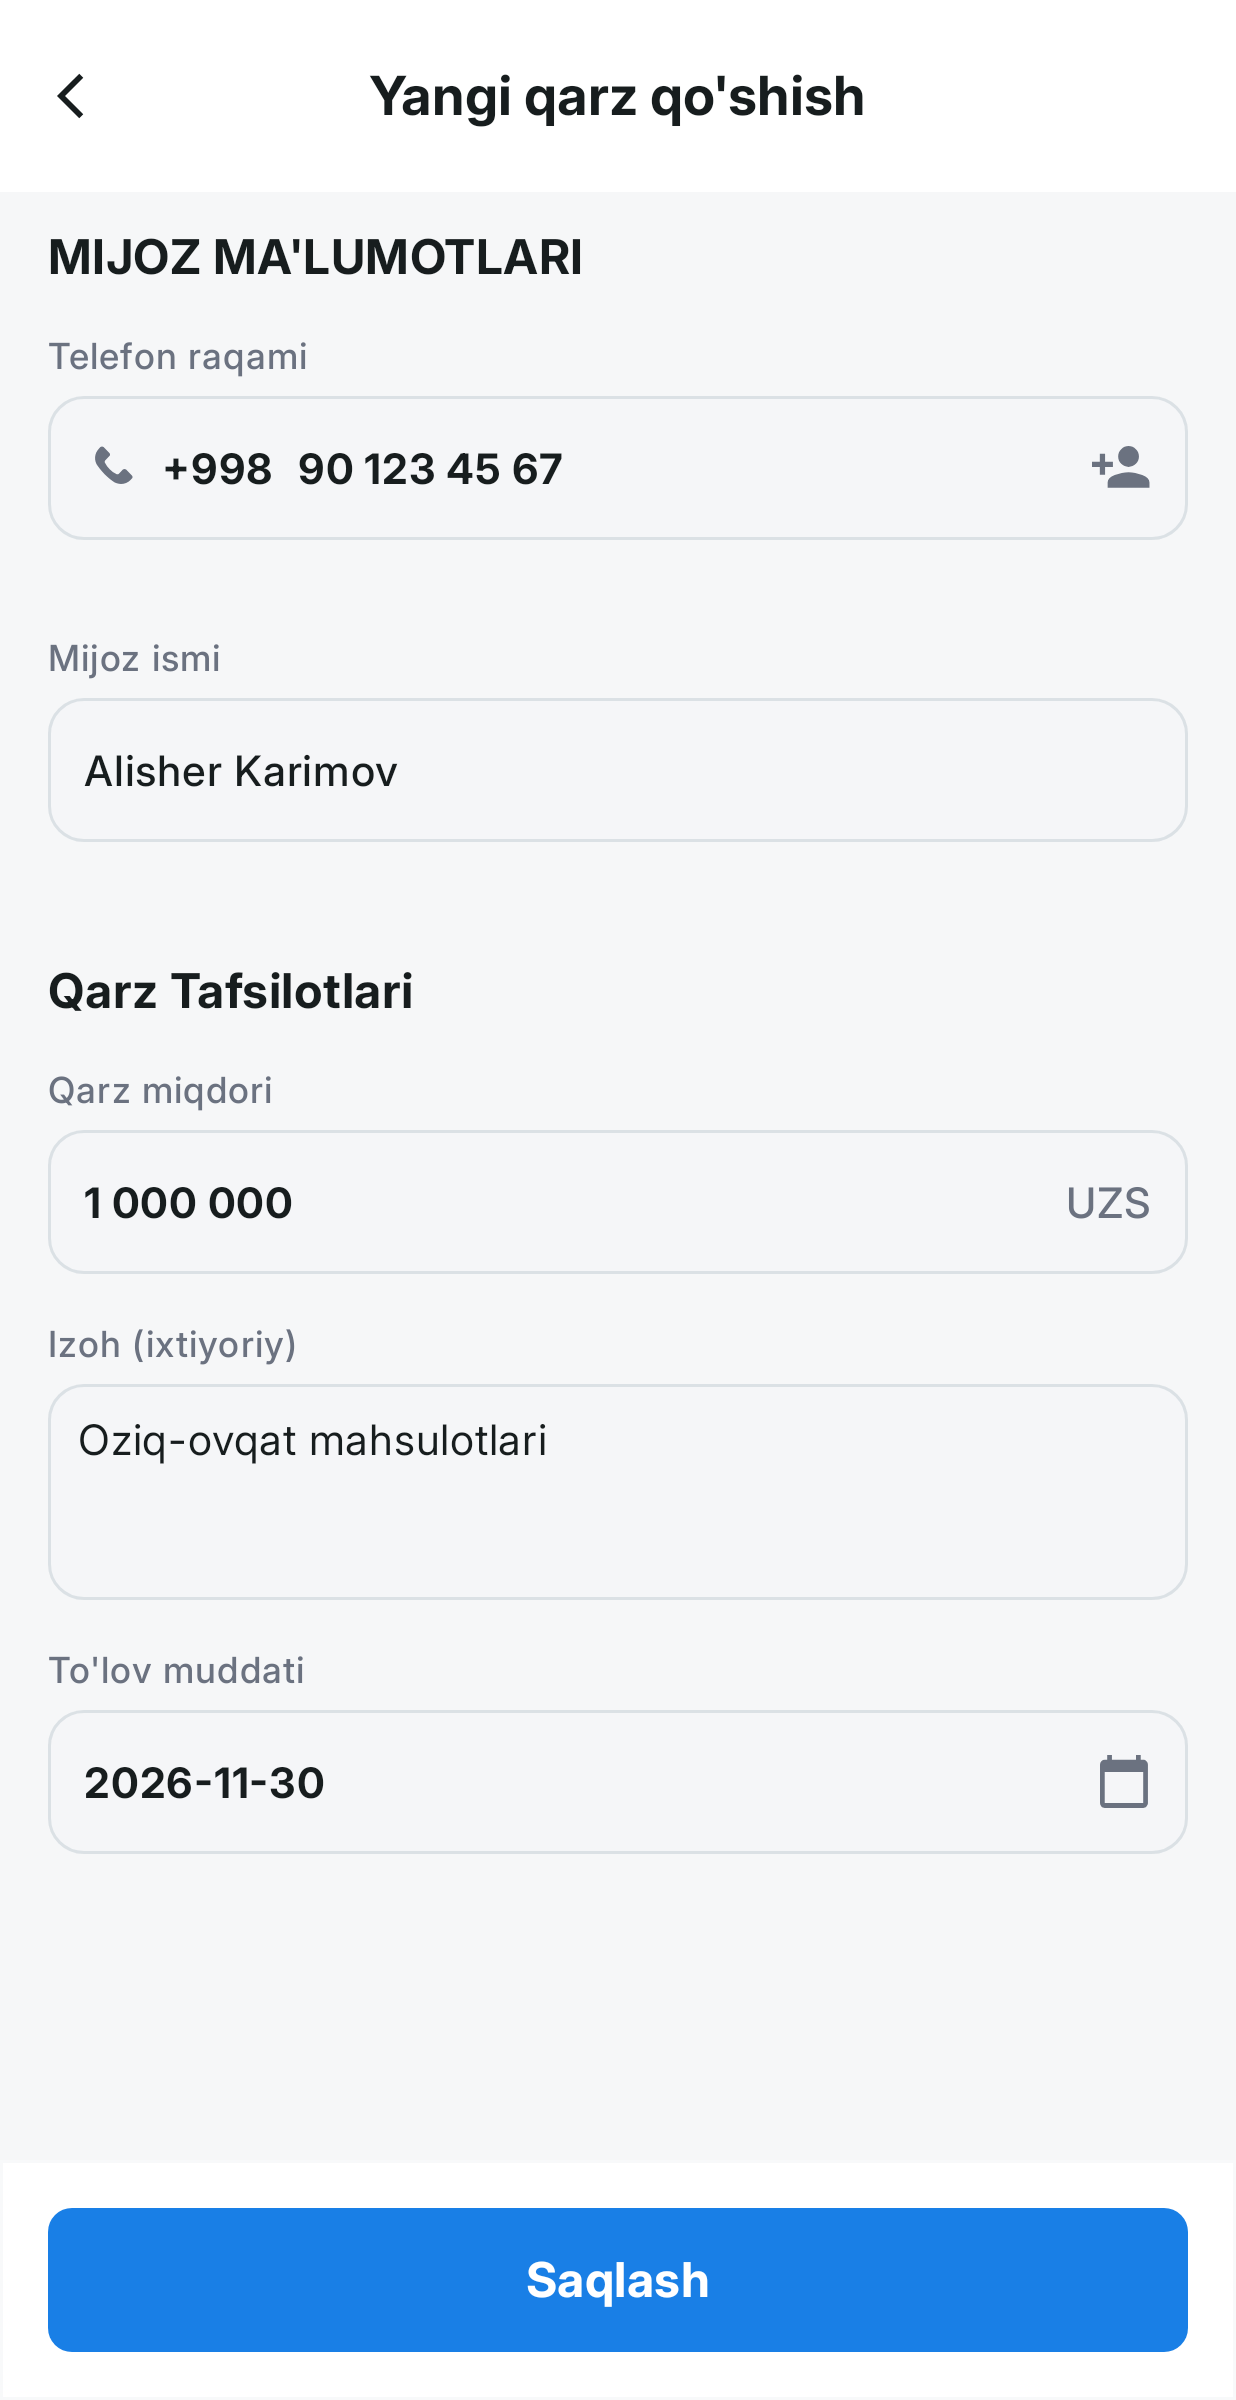 Yangi qarz qo'shish
MIJOZ MA'LUMOTLARI
Telefon raqami
+998 90 123 45 67
Mijoz ismi
Alisher Karimov
Qarz Tafsilotlari
Qarz miqdori
1 000 000 UZS
Izoh (ixtiyoriy)
Oziq-ovqat mahsulotlari
To'lov muddati
2026-11-30
Saqlash